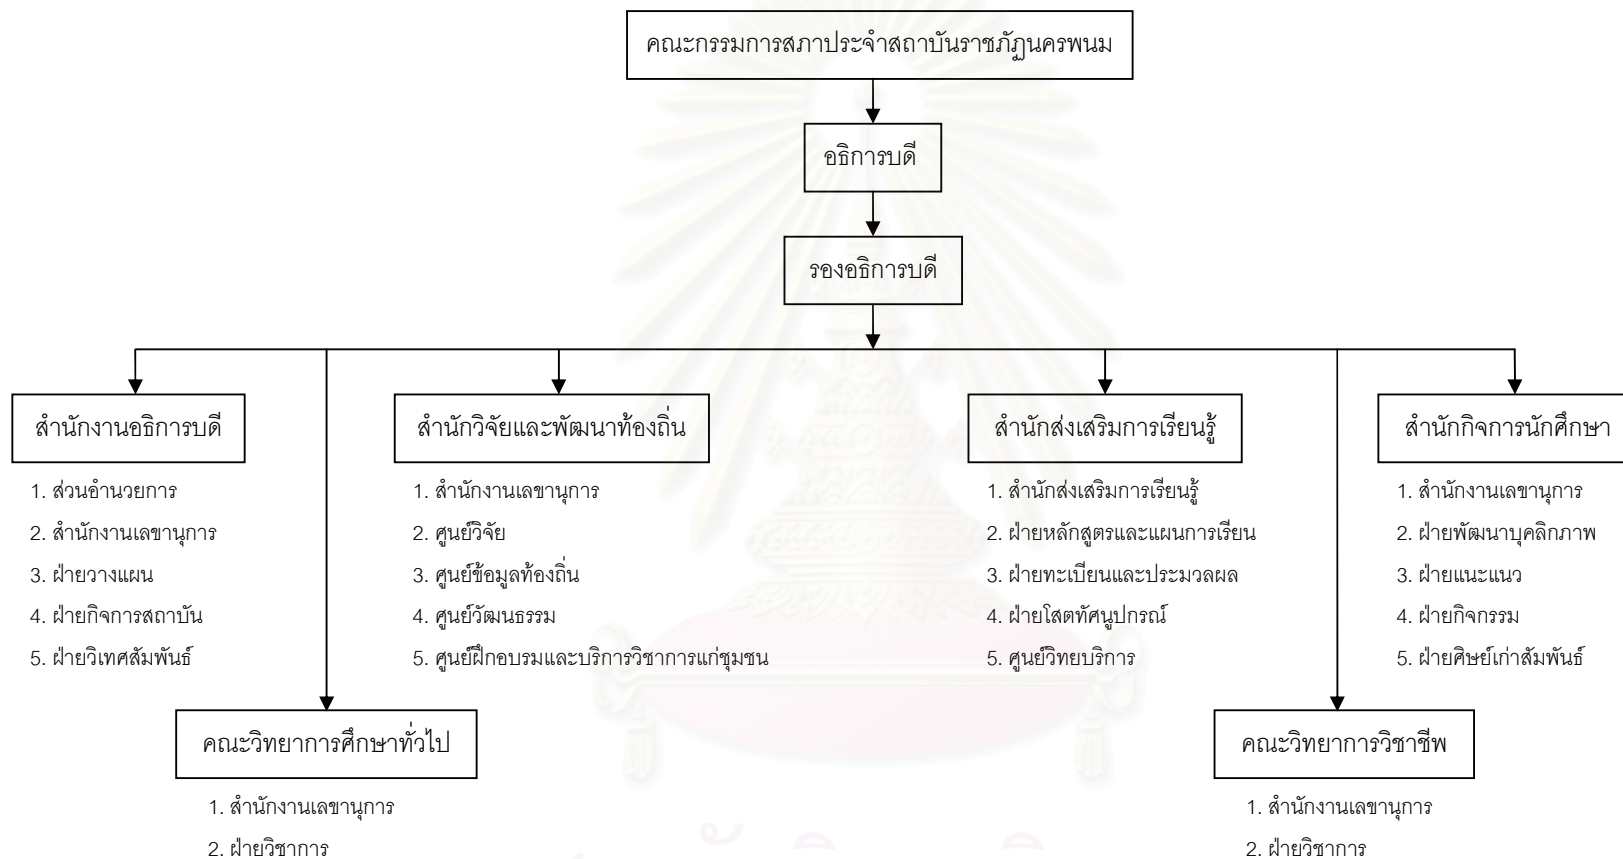 คณะกรรมการสภาประจำสถาบันราชภัฏนครพนม
อธิการบดี
รองอธิการบดี
สำนักงานอธิการบดี
1. ส่วนอำนวยการ
2. สำนักงานเลขานุการ
3. ฝ่ายวางแผน
4. ฝ่ายกิจการสถาบัน
5. ฝ่ายวิเทศสัมพันธ์
สำนักวิจัยและพัฒนาท้องถิ่น
1. สำนักงานเลขานุการ
2. ศูนย์วิจัย
3. ศูนย์ข้อมูลท้องถิ่น
4. ศูนย์วัฒนธรรม
5. ศูนย์ฝึกอบรมและบริการวิชาการแก่ชุมชน
สำนักส่งเสริมการเรียนรู้
1. สำนักส่งเสริมการเรียนรู้
2. ฝ่ายหลักสูตรและแผนการเรียน
3. ฝ่ายทะเบียนและประมวลผล
4. ฝ่ายโสตทัศนูปกรณ์
5. ศูนย์วิทยบริการ
สำนักกิจการนักศึกษา
1. สำนักงานเลขานุการ
2. ฝ่ายพัฒนาบุคลิกภาพ
3. ฝ่ายแนะแนว
4. ฝ่ายกิจกรรม
5. ฝ่ายศิษย์เก่าสัมพันธ์
คณะวิทยาการศึกษาทั่วไป
1. สำนักงานเลขานุการ
2. ฝ่ายวิชาการ
คณะวิทยาการวิชาชีพ
1. สำนักงานเลขานุการ
2. ฝ่ายวิชาการ